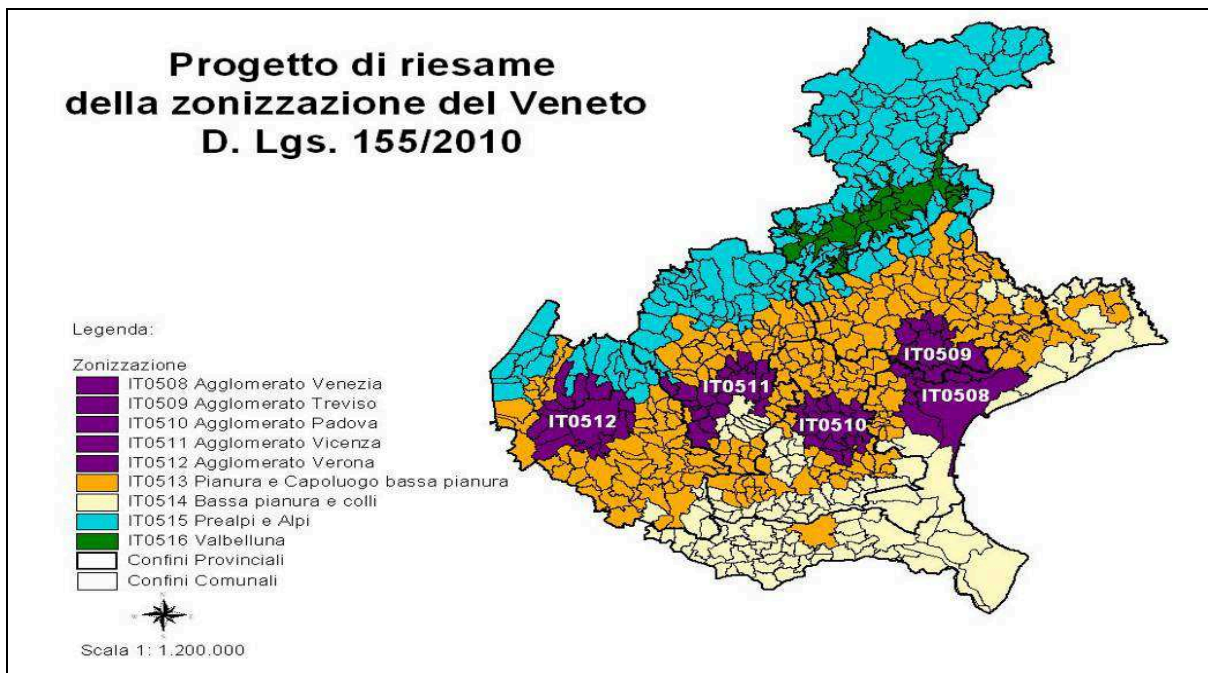 Progetto di riesame
della zonizzazione del Veneto
D. Lgs. 155/2010
Legenda:
Zonizzazione
IT0508 Agglomerato Venezia
IT0509 Agglomerato Treviso
IT0510 Agglomerato Padova
IT0511 Agglomerato Vicenza
IT0512 Agglomerato Verona
IT0513 Pianura e Capoluogo bassa pianura
IT0514 Bassa pianura e colli
IT0515 Prealpi e Alpi
IT0516 Valbelluna
Confini Provinciali
Confini Comunali
Scala 1: 1.200.000
IT0509
IT0511
IT0508
IT0512
IT0510